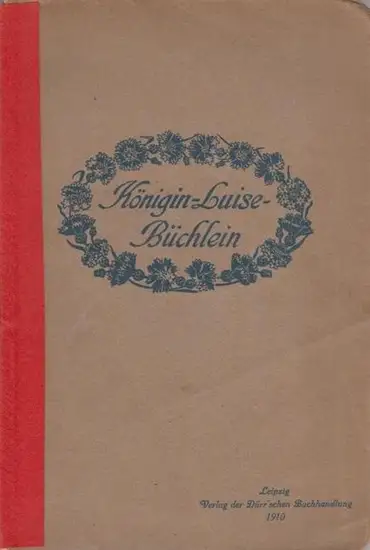 Königin-Luise-
Büchlein
Leipzig
Verlag der Dürr'schen Buchhandlung
1910